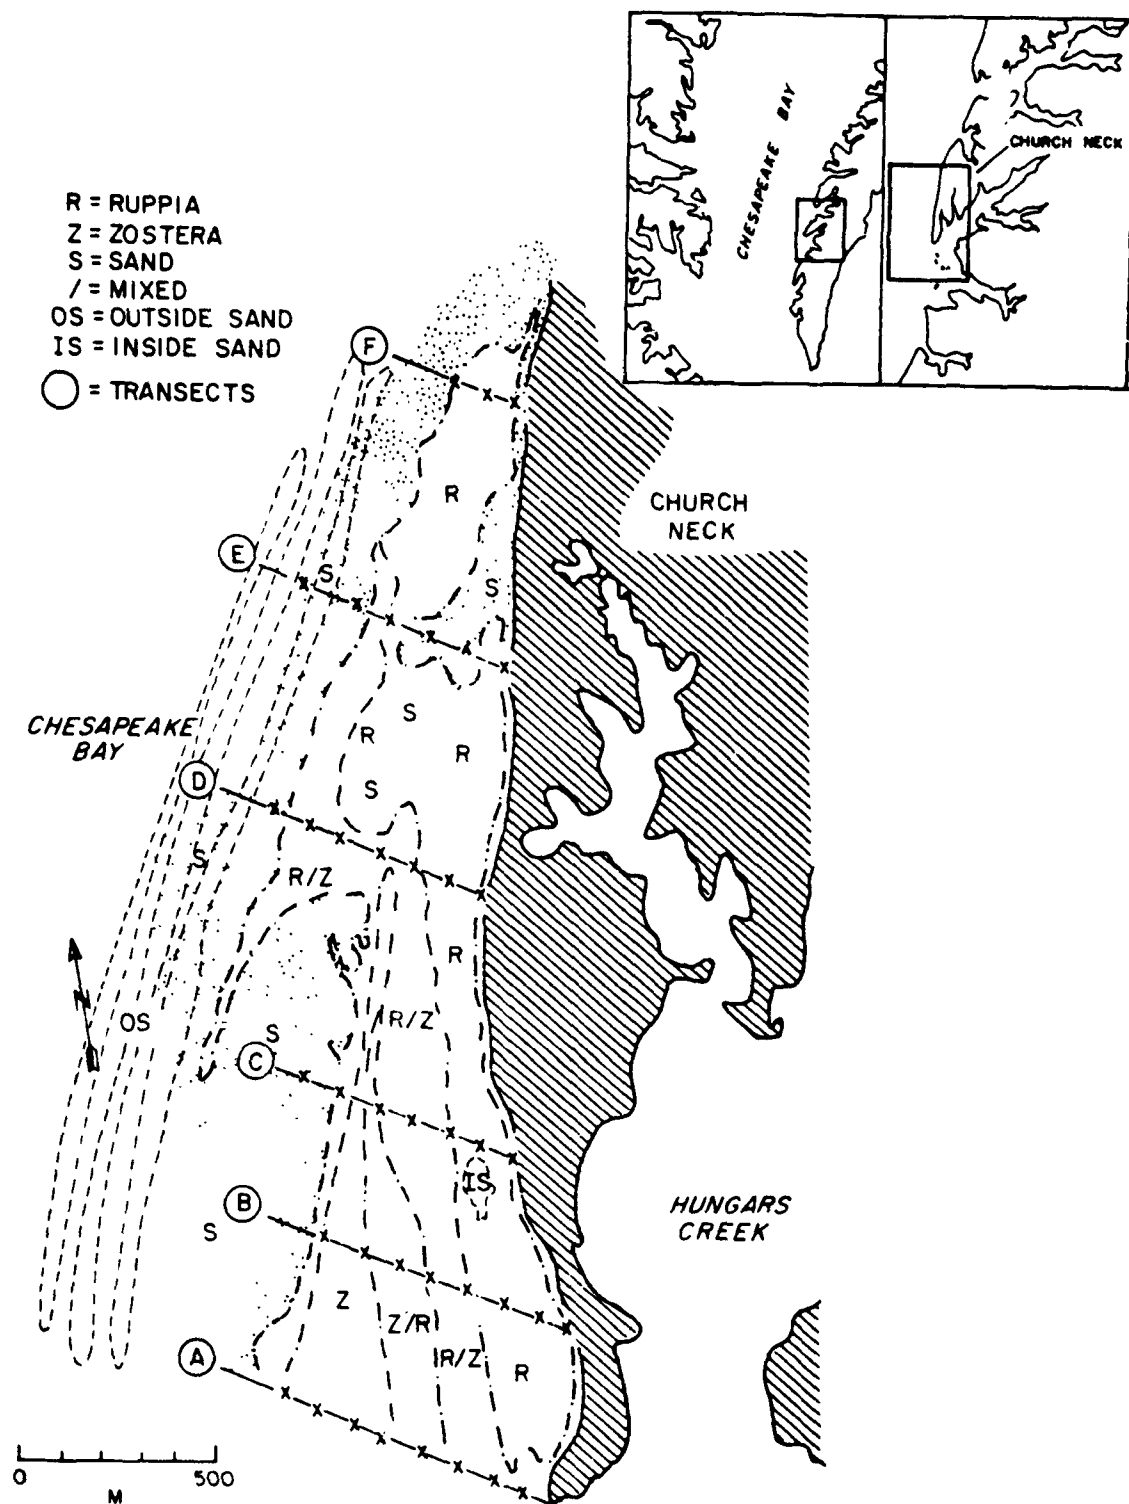 CHESAPEAKE BAY
CHURCH NECK
R = RUPPIA
Z = ZOSTERA
S = SAND
/ = MIXED
OS = OUTSIDE SAND
IS = INSIDE SAND
= TRANSECTS
F
R
CHURCH
NECK
E
S
S
CHESAPEAKE
BAY
S
R
R
D
S
S
R/Z
R
N
OS
R/Z
S
C
IS
B
S
HUNGARS
CREEK
Z
Z/R
R/Z
R
A
0 500
M